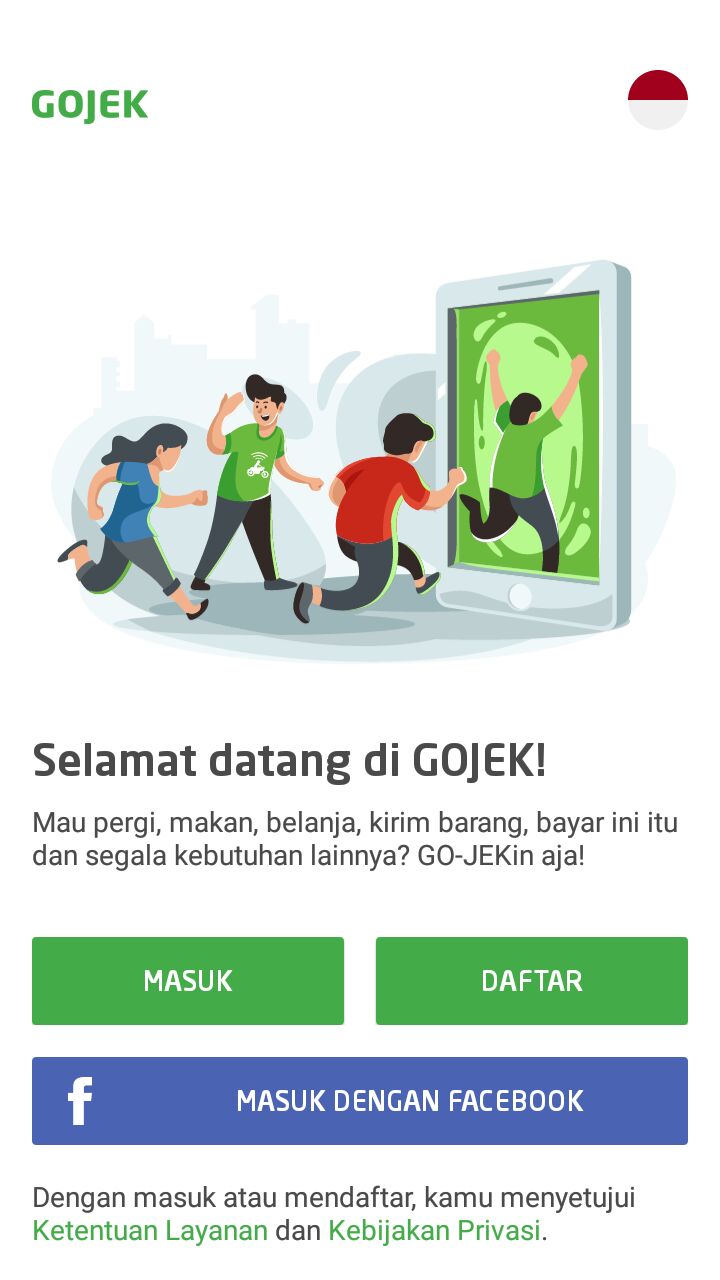 GOJEK
Selamat datang di GOJEK!
Mau pergi, makan, belanja, kirim barang, bayar ini itu
dan segala kebutuhan lainnya? GO-JEKin aja!
MASUK
DAFTAR
f
MASUK DENGAN FACEBOOK
Dengan masuk atau mendaftar, kamu menyetujui
Ketentuan Layanan dan Kebijakan Privasi.